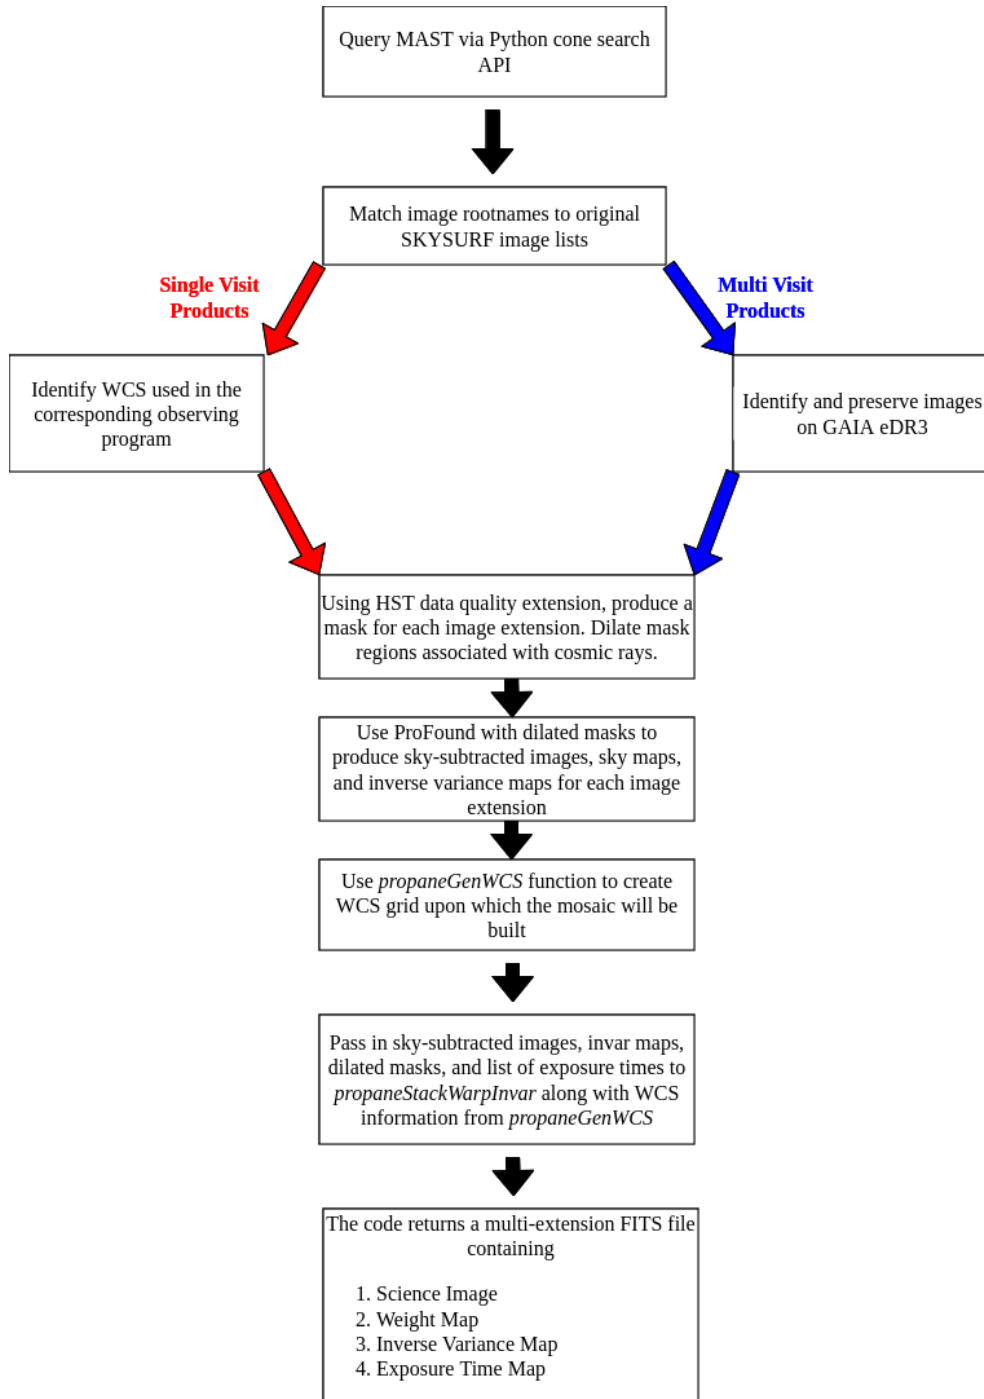 Query MAST via Python cone search
API
Match image rootnames to original
SKYSURF image lists
Single Visit
Products
Multi Visit
Products
Identify WCS used in the
corresponding observing
program
Identify and preserve images
on GAIA eDR3
Using HST data quality extension, produce a
mask for each image extension. Dilate mask
regions associated with cosmic rays.
Use ProFound with dilated masks to
produce sky-subtracted images, sky maps,
and inverse variance maps for each image
extension
Use propaneGenWCS function to create
WCS grid upon which the mosaic will be
built
Pass in sky-subtracted images, invar maps,
dilated masks, and list of exposure times to
propaneStackWarpInvar along with WCS
information from propaneGenWCS
The code returns a multi-extension FITS file
containing
1. Science Image
2. Weight Map
3. Inverse Variance Map
4. Exposure Time Map